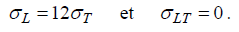 σ_L = 12σ_T et σ_LT = 0.